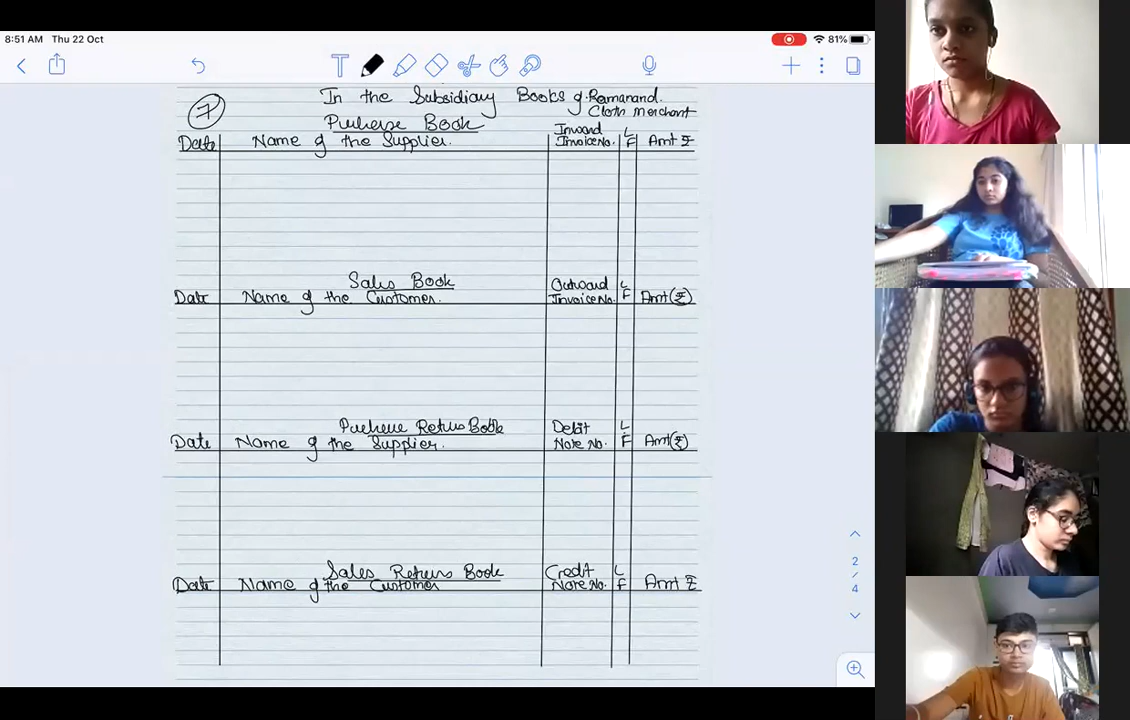 8:51 AM Thu 22 Oct
81%
T
7
In the Subsidiary Books of Ramanand
Cloth Merchant
Purchase Book
Date Name of the Supplier. Inward Invoice No. L F Amt ₹
Sales Book
Date Name of the Customer. Outward Invoice No. L F Amt (₹)
Purchase Return Book
Date Name of the Supplier. Debit Note No. L F Amt (₹)
Sales Return Book
Date Name of the Customer Credit Note No. L F Amt ₹
2
/
4